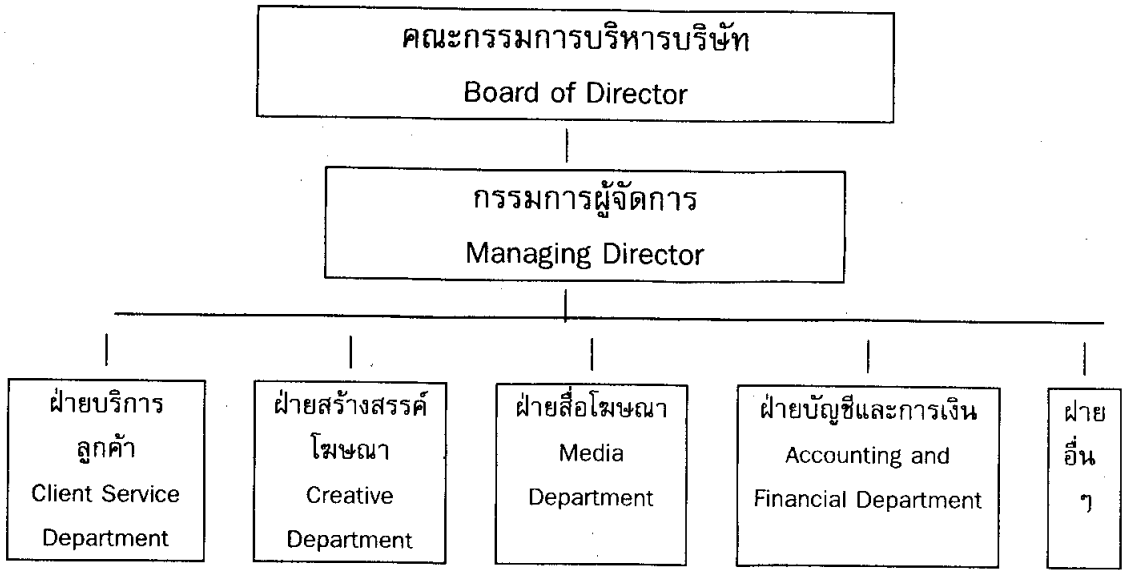 คณะกรรมการบริหารบริษัท
Board of Director
กรรมการผู้จัดการ
Managing Director
ฝ่ายบริการ
ลูกค้า
Client Service
Department
ฝ่ายสร้างสรรค์
โฆษณา
Creative
Department
ฝ่ายสื่อโฆษณา
Media
Department
ฝ่ายบัญชีและการเงิน
Accounting and
Financial Department
ฝ่าย
อื่น
ๆ